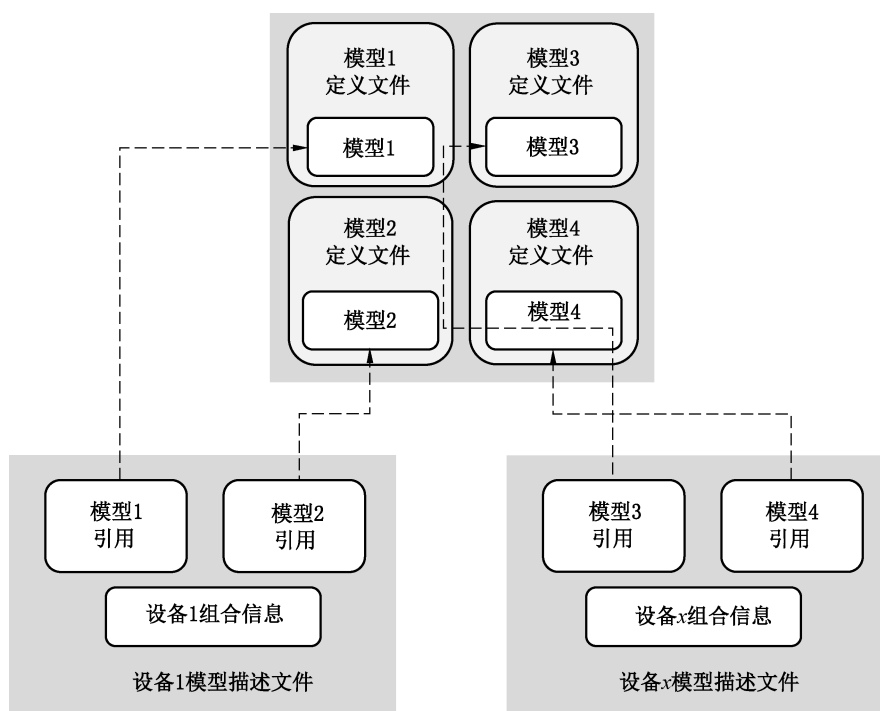 模型1
定义文件
模型1
模型3
定义文件
模型3
模型2
定义文件
模型2
模型4
定义文件
模型4
模型1
引用
模型2
引用
设备1组合信息
设备1模型描述文件
模型3
引用
模型4
引用
设备x组合信息
设备x模型描述文件